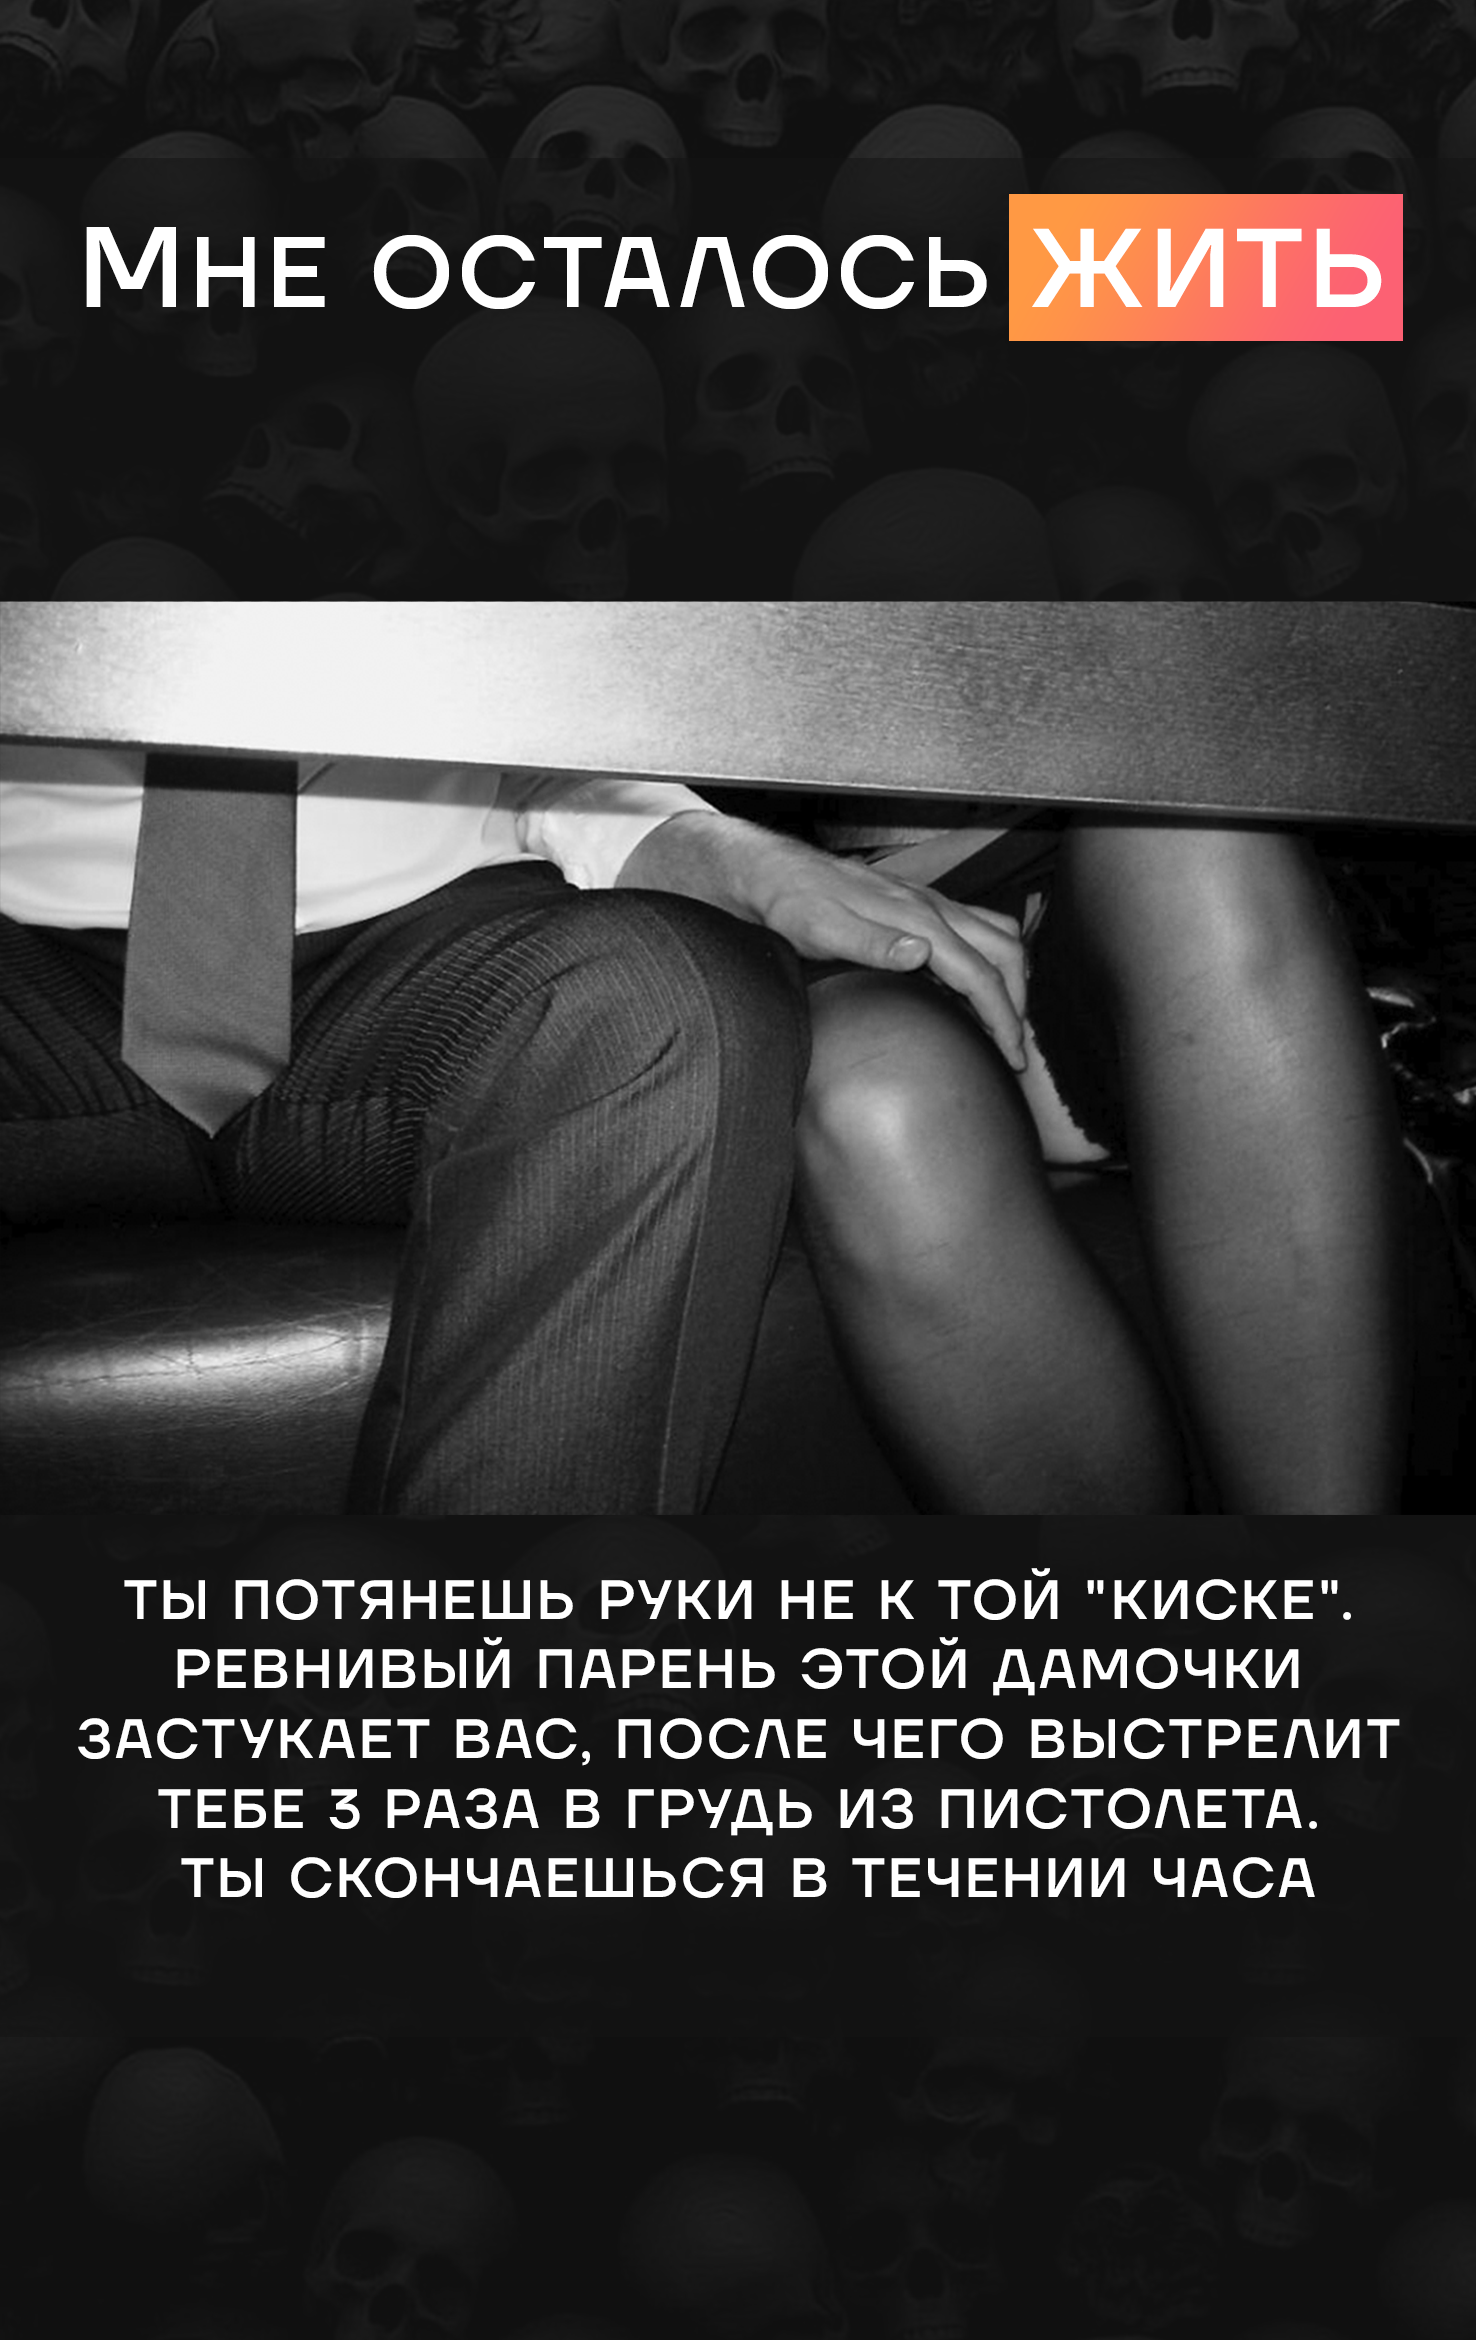 Мне осталось жить
ТЫ ПОТЯНЕШЬ РУКИ НЕ К ТОЙ "КИСКЕ".
РЕВНИВЫЙ ПАРЕНЬ ЭТОЙ ДАМОЧКИ
ЗАСТУКАЕТ ВАС, ПОСЛЕ ЧЕГО ВЫСТРЕЛИТ
ТЕБЕ 3 РАЗА В ГРУДЬ ИЗ ПИСТОЛЕТА.
ТЫ СКОНЧАЕШЬСЯ В ТЕЧЕНИИ ЧАСА